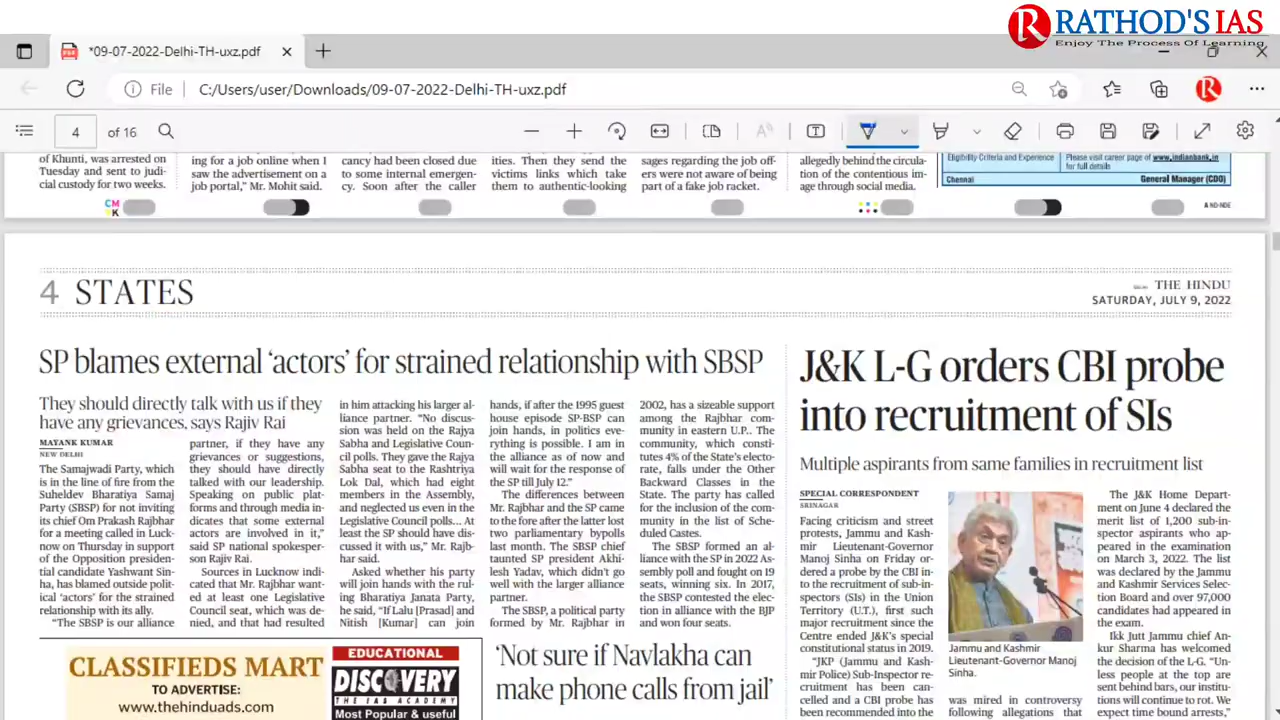 RATHOD'S IAS
Enjoy The Process Of Learning
*09-07-2022-Delhi-TH-uxz.pdf
File
C:/Users/user/Downloads/09-07-2022-Delhi-TH-uxz.pdf
4 of 16
of Khunti, was arrested on
Tuesday and sent to judi-
cial custody for two weeks.
ing for a job online when I
saw the advertisement on a
job portal,” Mr. Mohit said.
cancy had been closed due
to some internal emergen-
cy. Soon after the caller
ities. Then they send the
victims links which take
them to authentic-looking
sages regarding the job off-
ers were not aware of being
part of a fake job racket.
allegedly behind the circula-
tion of the contentious im-
age through social media.
Eligibility Criteria and Experience
Please visit career page of www.indianbank.in
for full details
Chennai
General Manager (CDO)
CM
YK
A ND-NDE
4 STATES
THE HINDU
SATURDAY, JULY 9, 2022
SP blames external ‘actors’ for strained relationship with SBSP
They should directly talk with us if they
have any grievances, says Rajiv Rai
MAYANK KUMAR
NEW DELHI
The Samajwadi Party, which
is in the line of fire from the
Suheldev Bharatiya Samaj
Party (SBSP) for not inviting
its chief Om Prakash Rajbhar
for a meeting called in Luck-
now on Thursday in support
of the Opposition presiden-
tial candidate Yashwant Sin-
ha, has blamed outside polit-
ical ‘actors’ for the strained
relationship with its ally.
“The SBSP is our alliance
partner, if they have any
grievances or suggestions,
they should have directly
talked with our leadership.
Speaking on public plat-
forms and through media in-
dicates that some external
actors are involved in it,”
said SP national spokesper-
son Rajiv Rai.
Sources in Lucknow indi-
cated that Mr. Rajbhar want-
ed at least one Legislative
Council seat, which was de-
nied, and that had resulted
in him attacking his larger al-
liance partner. “No discus-
sion was held on the Rajya
Sabha and Legislative Coun-
cil polls. They gave the Rajya
Sabha seat to the Rashtriya
Lok Dal, which had eight
members in the Assembly,
and neglected us even in the
Legislative Council polls... At
least the SP should have dis-
cussed it with us,” Mr. Rajb-
har said.
Asked whether his party
will join hands with the rul-
ing Bharatiya Janata Party,
he said, “If Lalu [Prasad] and
Nitish [Kumar] can join
hands, if after the 1995 guest
house episode SP-BSP can
join hands, in politics eve-
rything is possible. I am in
the alliance as of now and
will wait for the response of
the SP till July 12.”
The differences between
Mr. Rajbhar and the SP came
to the fore after the latter lost
two parliamentary bypolls
last month. The SBSP chief
taunted SP president Akhi-
lesh Yadav, which didn’t go
well with the larger alliance
partner.
The SBSP, a political party
formed by Mr. Rajbhar in
2002, has a sizeable support
among the Rajbhar com-
munity in eastern U.P.. The
community, which consti-
tutes 4% of the State’s electo-
rate, falls under the Other
Backward Classes in the
State. The party has called
for the inclusion of the com-
munity in the list of Sche-
duled Castes.
The SBSP formed an al-
liance with the SP in 2022 As-
sembly poll and fought on 19
seats, winning six. In 2017,
the SBSP contested the elec-
tion in alliance with the BJP
and won four seats.
J&K L-G orders CBI probe
into recruitment of SIs
Multiple aspirants from same families in recruitment list
SPECIAL CORRESPONDENT
SRINAGAR
Facing criticism and street
protests, Jammu and Kash-
mir Lieutenant-Governor
Manoj Sinha on Friday or-
dered a probe by the CBI in-
to the recruitment of sub-in-
spectors (SIs) in the Union
Territory (U.T.), first such
major recruitment since the
Centre ended J&K’s special
constitutional status in 2019.
“JKP (Jammu and Kash-
mir Police) Sub-Inspector re-
cruitment has been can-
celled and a CBI probe has
been recommended into the
Jammu and Kashmir
Lieutenant-Governor Manoj
Sinha.
was mired in controversy
following allegations that
The J&K Home Depart-
ment on June 4 declared the
merit list of 1,200 sub-in-
spector aspirants who ap-
peared in the examination
on March 3, 2022. The list
was declared by the Jammu
and Kashmir Services Selec-
tion Board and over 97,000
candidates had appeared in
the exam.
Ikk Jutt Jammu chief An-
kur Sharma has welcomed
the decision of the L-G. “Un-
less people at the top are
sent behind bars, our institu-
tions will continue to rot. We
expect time bound arrests,”
CLASSIFIEDS MART
TO ADVERTISE:
www.thehinduads.com
EDUCATIONAL
DISCOVERY
THE IAS ACADEMY
Most Popular & useful
‘Not sure if Navlakha can
make phone calls from jail’